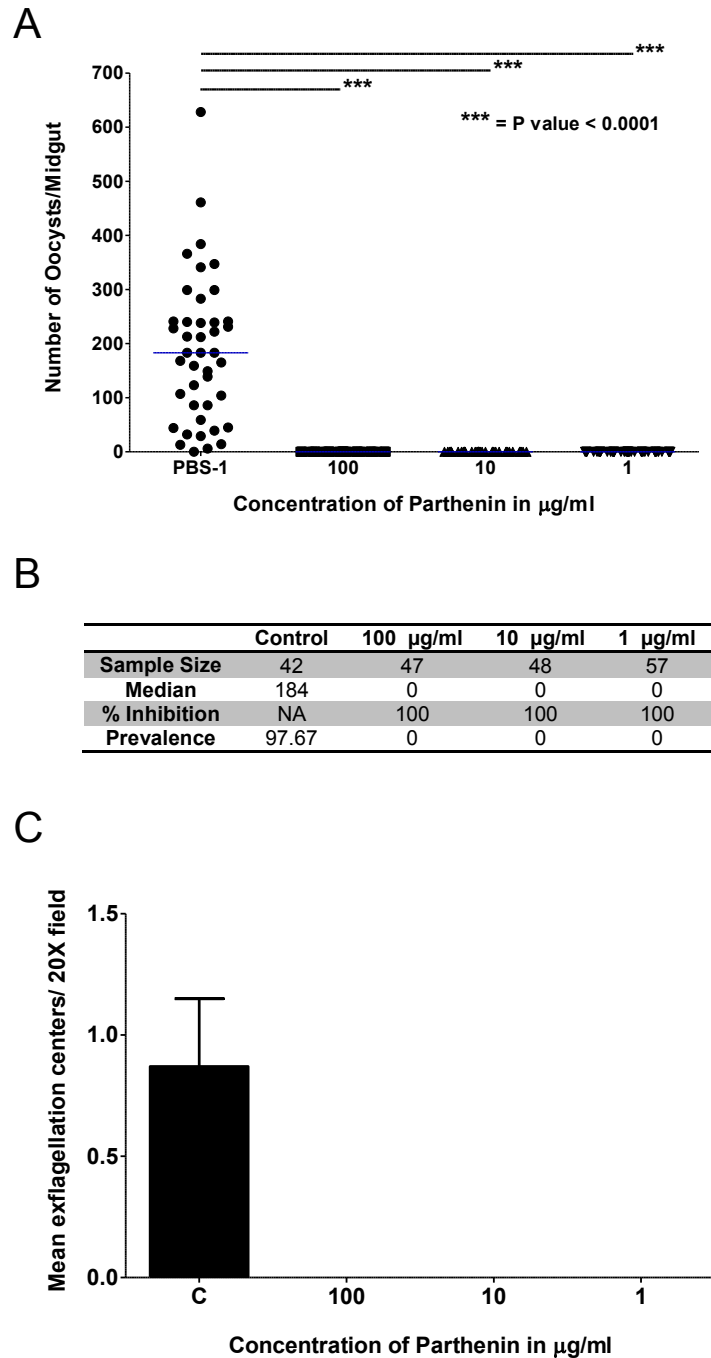 A
***
***
***
*** = P value < 0.0001
700
600
500
400
300
200
100
0
Number of Oocysts/Midgut
PBS-1 100 10 1
Concentration of Parthenin in μg/ml
B
Control 100 µg/ml 10 µg/ml 1 µg/ml
Sample Size 42 47 48 57
Median 184 0 0 0
% Inhibition NA 100 100 100
Prevalence 97.67 0 0 0
C
1.5
1.0
0.5
0.0
Mean exflagellation centers/ 20X field
C 100 10 1
Concentration of Parthenin in μg/ml